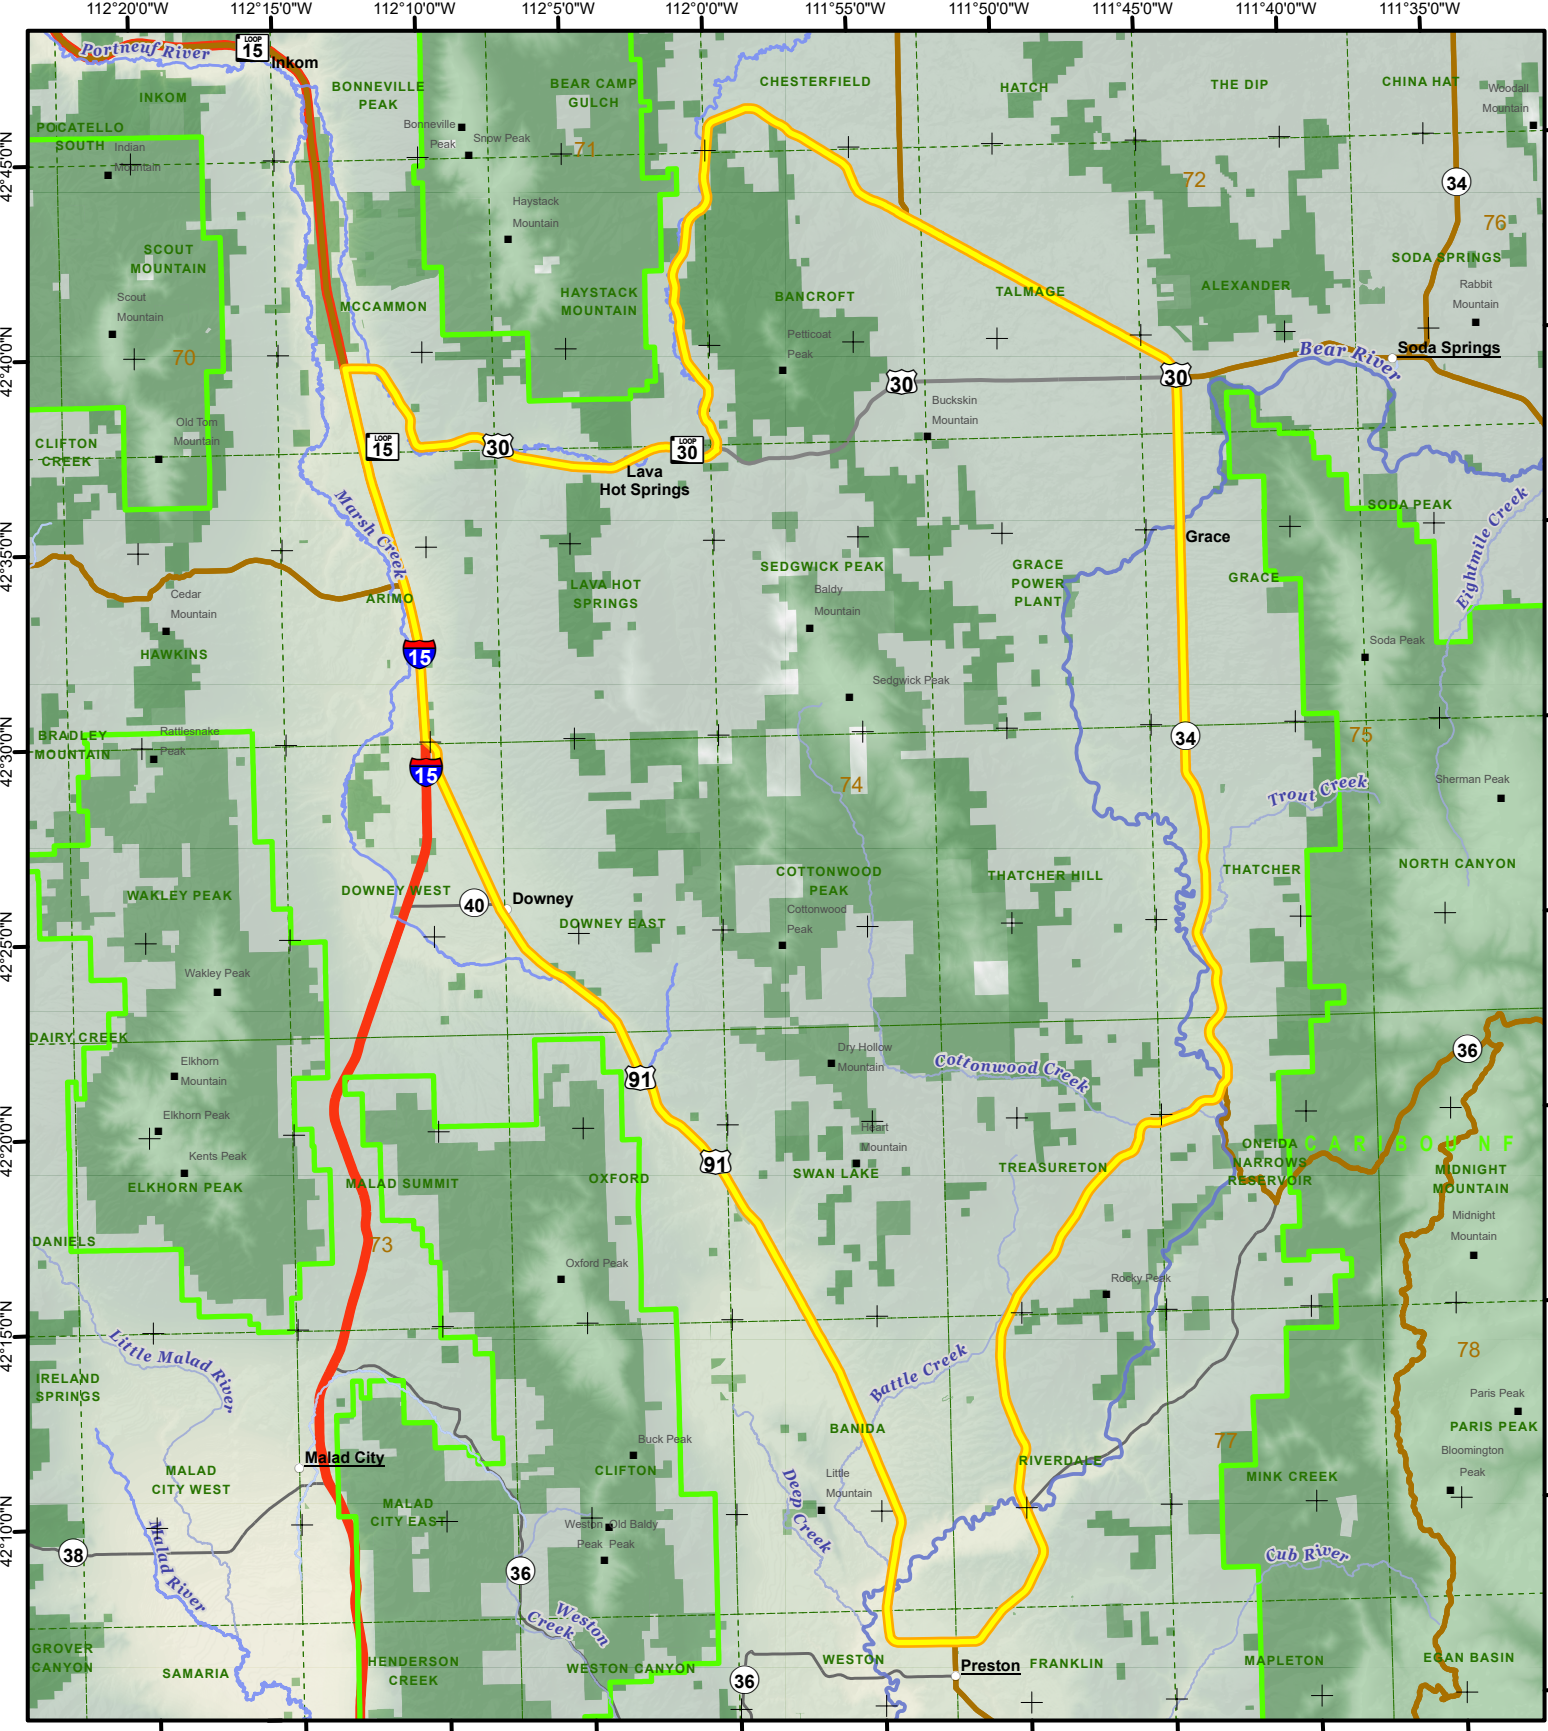 112°20'0"W
112°15'0"W
112°10'0"W
112°5'0"W
112°0'0"W
111°55'0"W
111°50'0"W
111°45'0"W
111°40'0"W
111°35'0"W
Portneuf River
LOOP
15
Inkom
INKOM
BONNEVILLE
PEAK
BEAR CAMP
GULCH
CHESTERFIELD
HATCH
THE DIP
CHINA HAT
Woodall
Mountain
POCATELLO
SOUTH
Indian
Mountain
Bonneville
Peak
Snow Peak
71
72
34
42°45'0"N
Haystack
Mountain
76
SCOUT
MOUNTAIN
SODA SPRINGS
Scout
Mountain
MCCAMMON
HAYSTACK
MOUNTAIN
BANCROFT
TALMAGE
ALEXANDER
Rabbit
Mountain
70
Petticoat
Peak
Bear River
Soda Springs
42°40'0"N
30
30
Buckskin
Mountain
Old Tom
Mountain
CLIFTON
CREEK
LOOP
15
30
LOOP
30
Lava
Hot Springs
Marsh Creek
SODA PEAK
Eightmile Creek
Grace
42°35'0"N
SEDGWICK PEAK
GRACE
POWER
PLANT
GRACE
Cedar
Mountain
ARIMO
LAVA HOT
SPRINGS
Baldy
Mountain
HAWKINS
15
Soda Peak
Sedgwick Peak
BRADLEY
MOUNTAIN
Rattlesnake
Peak
34
75
42°30'0"N
15
74
Trout Creek
Sherman Peak
WAKLEY PEAK
DOWNEY WEST
40
Downey
DOWNEY EAST
COTTONWOOD
PEAK
Cottonwood
Peak
THATCHER HILL
THATCHER
NORTH CANYON
42°25'0"N
Wakley Peak
DAIRY CREEK
Elkhorn
Mountain
91
Dry Hollow
Mountain
Cottonwood Creek
36
Elkhorn Peak
Kents Peak
ELKHORN PEAK
42°20'0"N
91
Heart
Mountain
SWAN LAKE
TREASURETON
ONEIDA
NARROWS
RESERVOIR
CARIBOU NF
MIDNIGHT
MOUNTAIN
MALAD SUMMIT
OXFORD
Midnight
Mountain
DANIELS
73
Oxford Peak
Rocky Peak
42°15'0"N
Little Malad River
IRELAND
SPRINGS
Battle Creek
78
Paris Peak
PARIS PEAK
Malad City
Buck Peak
CLIFTON
BANIDA
RIVERDALE
77
Bloomington
Peak
MALAD
CITY WEST
MALAD
CITY EAST
Little
Mountain
MINK CREEK
Deep Creek
42°10'0"N
Weston
Peak
Old Baldy
Peak
38
Malad River
36
Cub River
Weston
Creek
GROVER
CANYON
SAMARIA
HENDERSON
CREEK
WESTON CANYON
36
WESTON
Preston
FRANKLIN
MAPLETON
EGAN BASIN